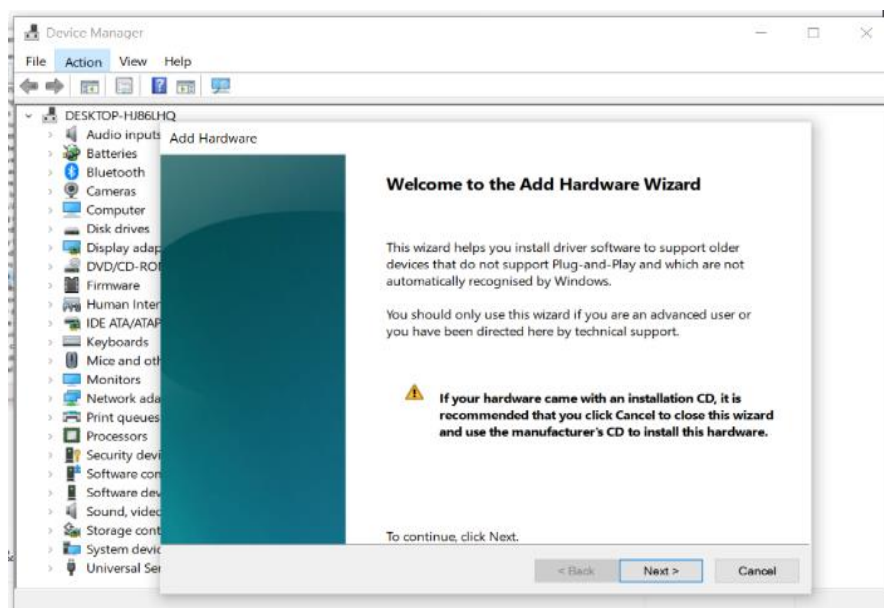 Device Manager
File Action View Help
DESKTOP-HJ86LHQ
Audio inputs
Batteries
Bluetooth
Cameras
Computer
Disk drives
Display adap
DVD/CD-RO
Firmware
Human Inter
IDE ATA/ATAP
Keyboards
Mice and oth
Monitors
Network ada
Print queues
Processors
Security devi
Software con
Software dev
Sound, video
Storage cont
System devic
Universal Ser
Add Hardware
Welcome to the Add Hardware Wizard
This wizard helps you install driver software to support older
devices that do not support Plug-and-Play and which are not
automatically recognised by Windows.
You should only use this wizard if you are an advanced user or
you have been directed here by technical support.
If your hardware came with an installation CD, it is
recommended that you click Cancel to close this wizard
and use the manufacturer's CD to install this hardware.
To continue, click Next.
< Back Next > Cancel